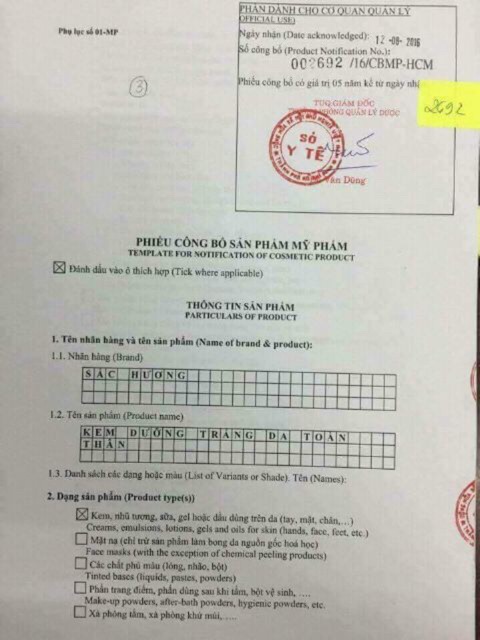 Phụ lục số 01-MP
PHẦN DÀNH CHO CƠ QUAN QUẢN LÝ
(OFFICIAL USE)
Ngày nhận (Date acknowledged): 12 -09- 2016
Số công bố (Product Notification No.):
002692 /16/CBMP-HCM
Phiếu công bố có giá trị 05 năm kể từ ngày nhận
3
2692
TUQ.GIÁM ĐỐC
PHÒNG QUẢN LÝ DƯỢC
SỞ
Y TẾ
Văn Dũng
PHIẾU CÔNG BỐ SẢN PHẨM MỸ PHẨM
TEMPLATE FOR NOTIFICATION OF COSMETIC PRODUCT
Đánh dấu vào ô thích hợp (Tick where applicable)
THÔNG TIN SẢN PHẨM
PARTICULARS OF PRODUCT
1. Tên nhãn hàng và tên sản phẩm (Name of brand & product):
1.1. Nhãn hàng (Brand)
SẮC HƯƠNG
1.2. Tên sản phẩm (Product name)
KEM DƯỠNG TRẮNG DA TOÀN
THÂN
1.3. Danh sách các dạng hoặc màu (List of Variants or Shade). Tên (Names):
2. Dạng sản phẩm (Product type(s))
Kem, nhũ tương, sữa, gel hoặc dầu dùng trên da (tay, mặt, chân,...)
Creams, emulsions, lotions, gels and oils for skin (hands, face, feet, etc.)
Mặt nạ (chỉ trừ sản phẩm làm bong da nguồn gốc hoá học)
Face masks (with the exception of chemical peeling products)
Các chất phủ màu (lỏng, nhão, bột)
Tinted bases (liquids, pastes, powders)
Phấn trang điểm, phấn dùng sau khi tắm, bột vệ sinh, ....
Make-up powders, after-bath powders, hygienic powders, etc.
Xà phòng tắm, xà phòng khử mùi, ....